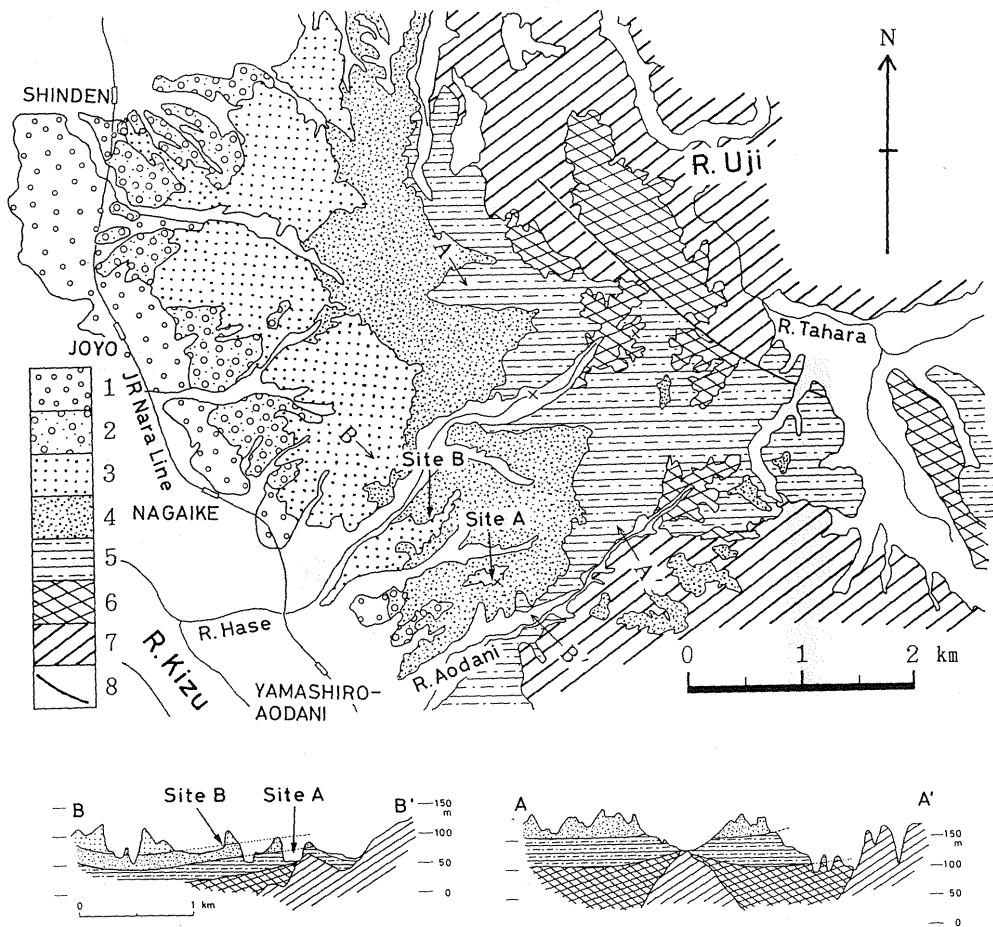 N
SHINDEN
R. Uji
A
R. Tahara
JOYO
JR Nara Line
1
2
3
4
5
6
7
8
B
Site B
Site A
NAGAIKE
A'
R. Hase
R. Aodani
B'
R. Kizu
YAMASHIRO-
AODANI
0 1 2 km
B Site B Site A B'
150
m
100
50
0
0 1 km
A A'
150
m
100
50
0